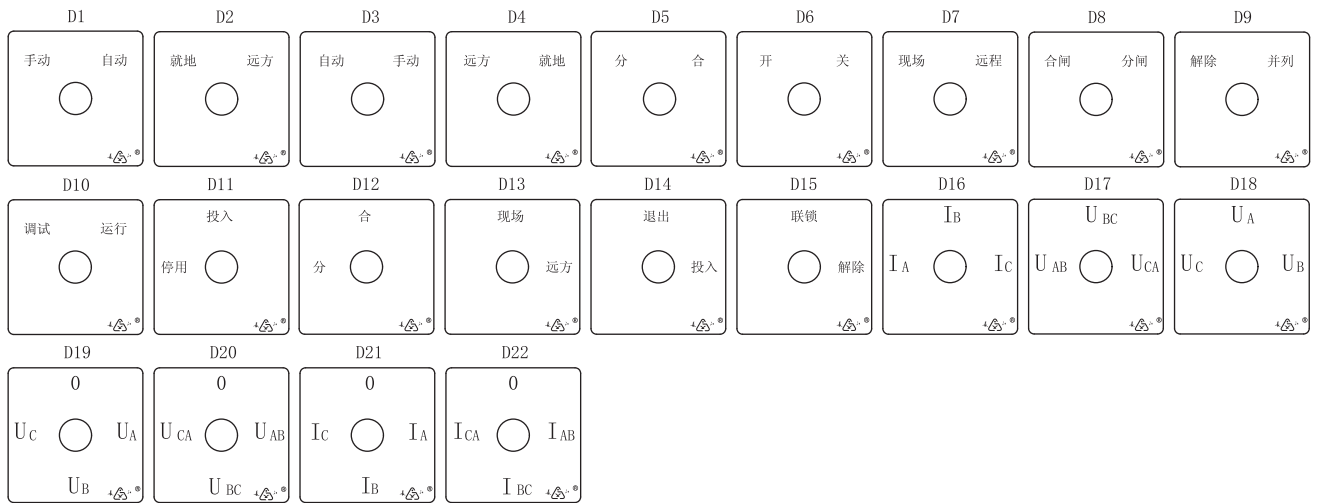 D1 D2 D3 D4 D5 D6 D7 D8 D9
手动 自动 就地 远方 自动 手动 远方 就地 分 合 开 关 现场 远程 合闸 分闸 解除 并列
® ® ® ® ® ® ® ® ®
D10 D11 D12 D13 D14 D15 D16 D17 D18
投入 合 现场 退出 联锁 IB UBC UA
调试 运行
停用 分 远方 投入 解除 IA IC UAB UCA UC UB
® ® ® ® ® ® ® ® ®
D19 D20 D21 D22
0 0 0 0
UC UA UCA UAB IC IA ICA IAB
UB ® UBC ® IB ® IBC ®